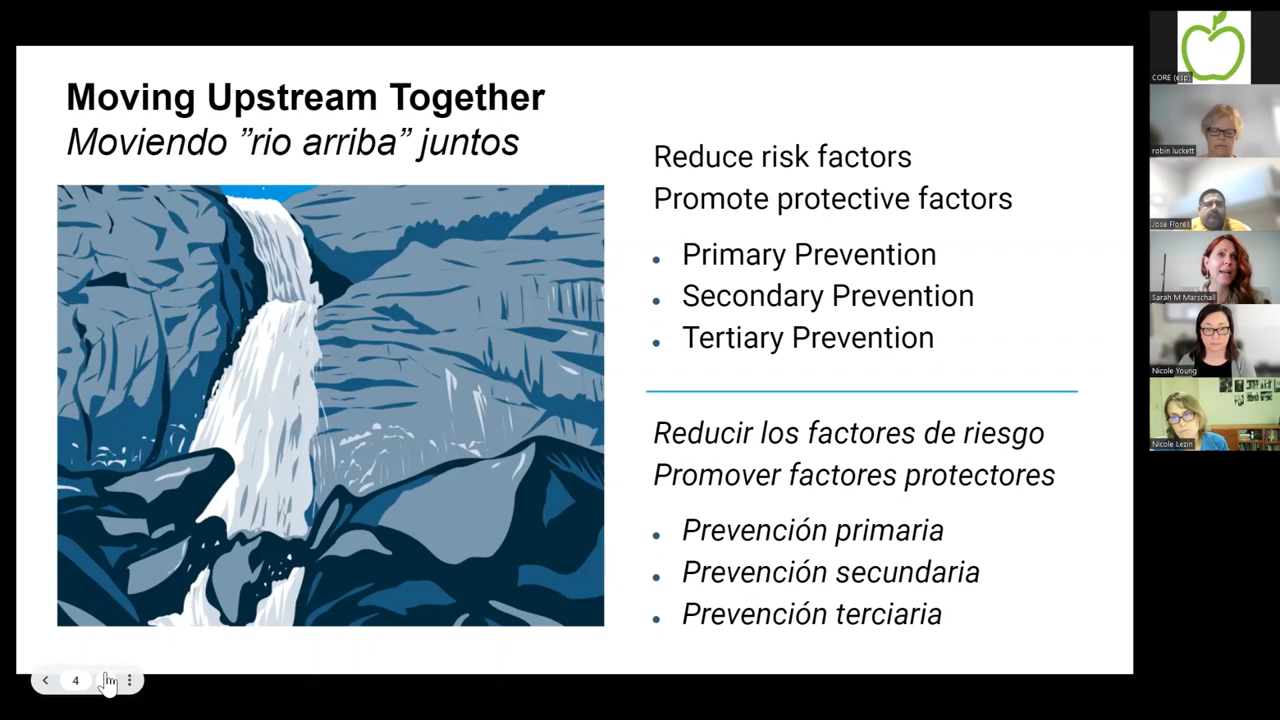 Moving Upstream Together
Moviendo ”rio arriba” juntos
Reduce risk factors
Promote protective factors
• Primary Prevention
• Secondary Prevention
• Tertiary Prevention
Reducir los factores de riesgo
Promover factores protectores
• Prevención primaria
• Prevención secundaria
• Prevención terciaria
4
CORE (esp)
robin luckett
Jose Flores
Sarah M Marschall
Nicole Young
Nicole Lezin